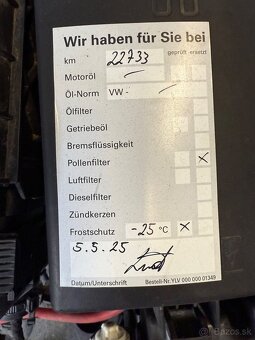 Wir haben für Sie bei
km 22733 geprüft ersetzt
Motoröl –
Öl-Norm VW - –
Ölfilter
Getriebeöl
Bremsflüssigkeit
Pollenfilter x
Luftfilter
Dieselfilter
Zündkerzen
Frostschutz -25 °C x
5.5.25
Datum/Unterschrift Bestell-Nr. YLV 000 000 01349
bazos.sk